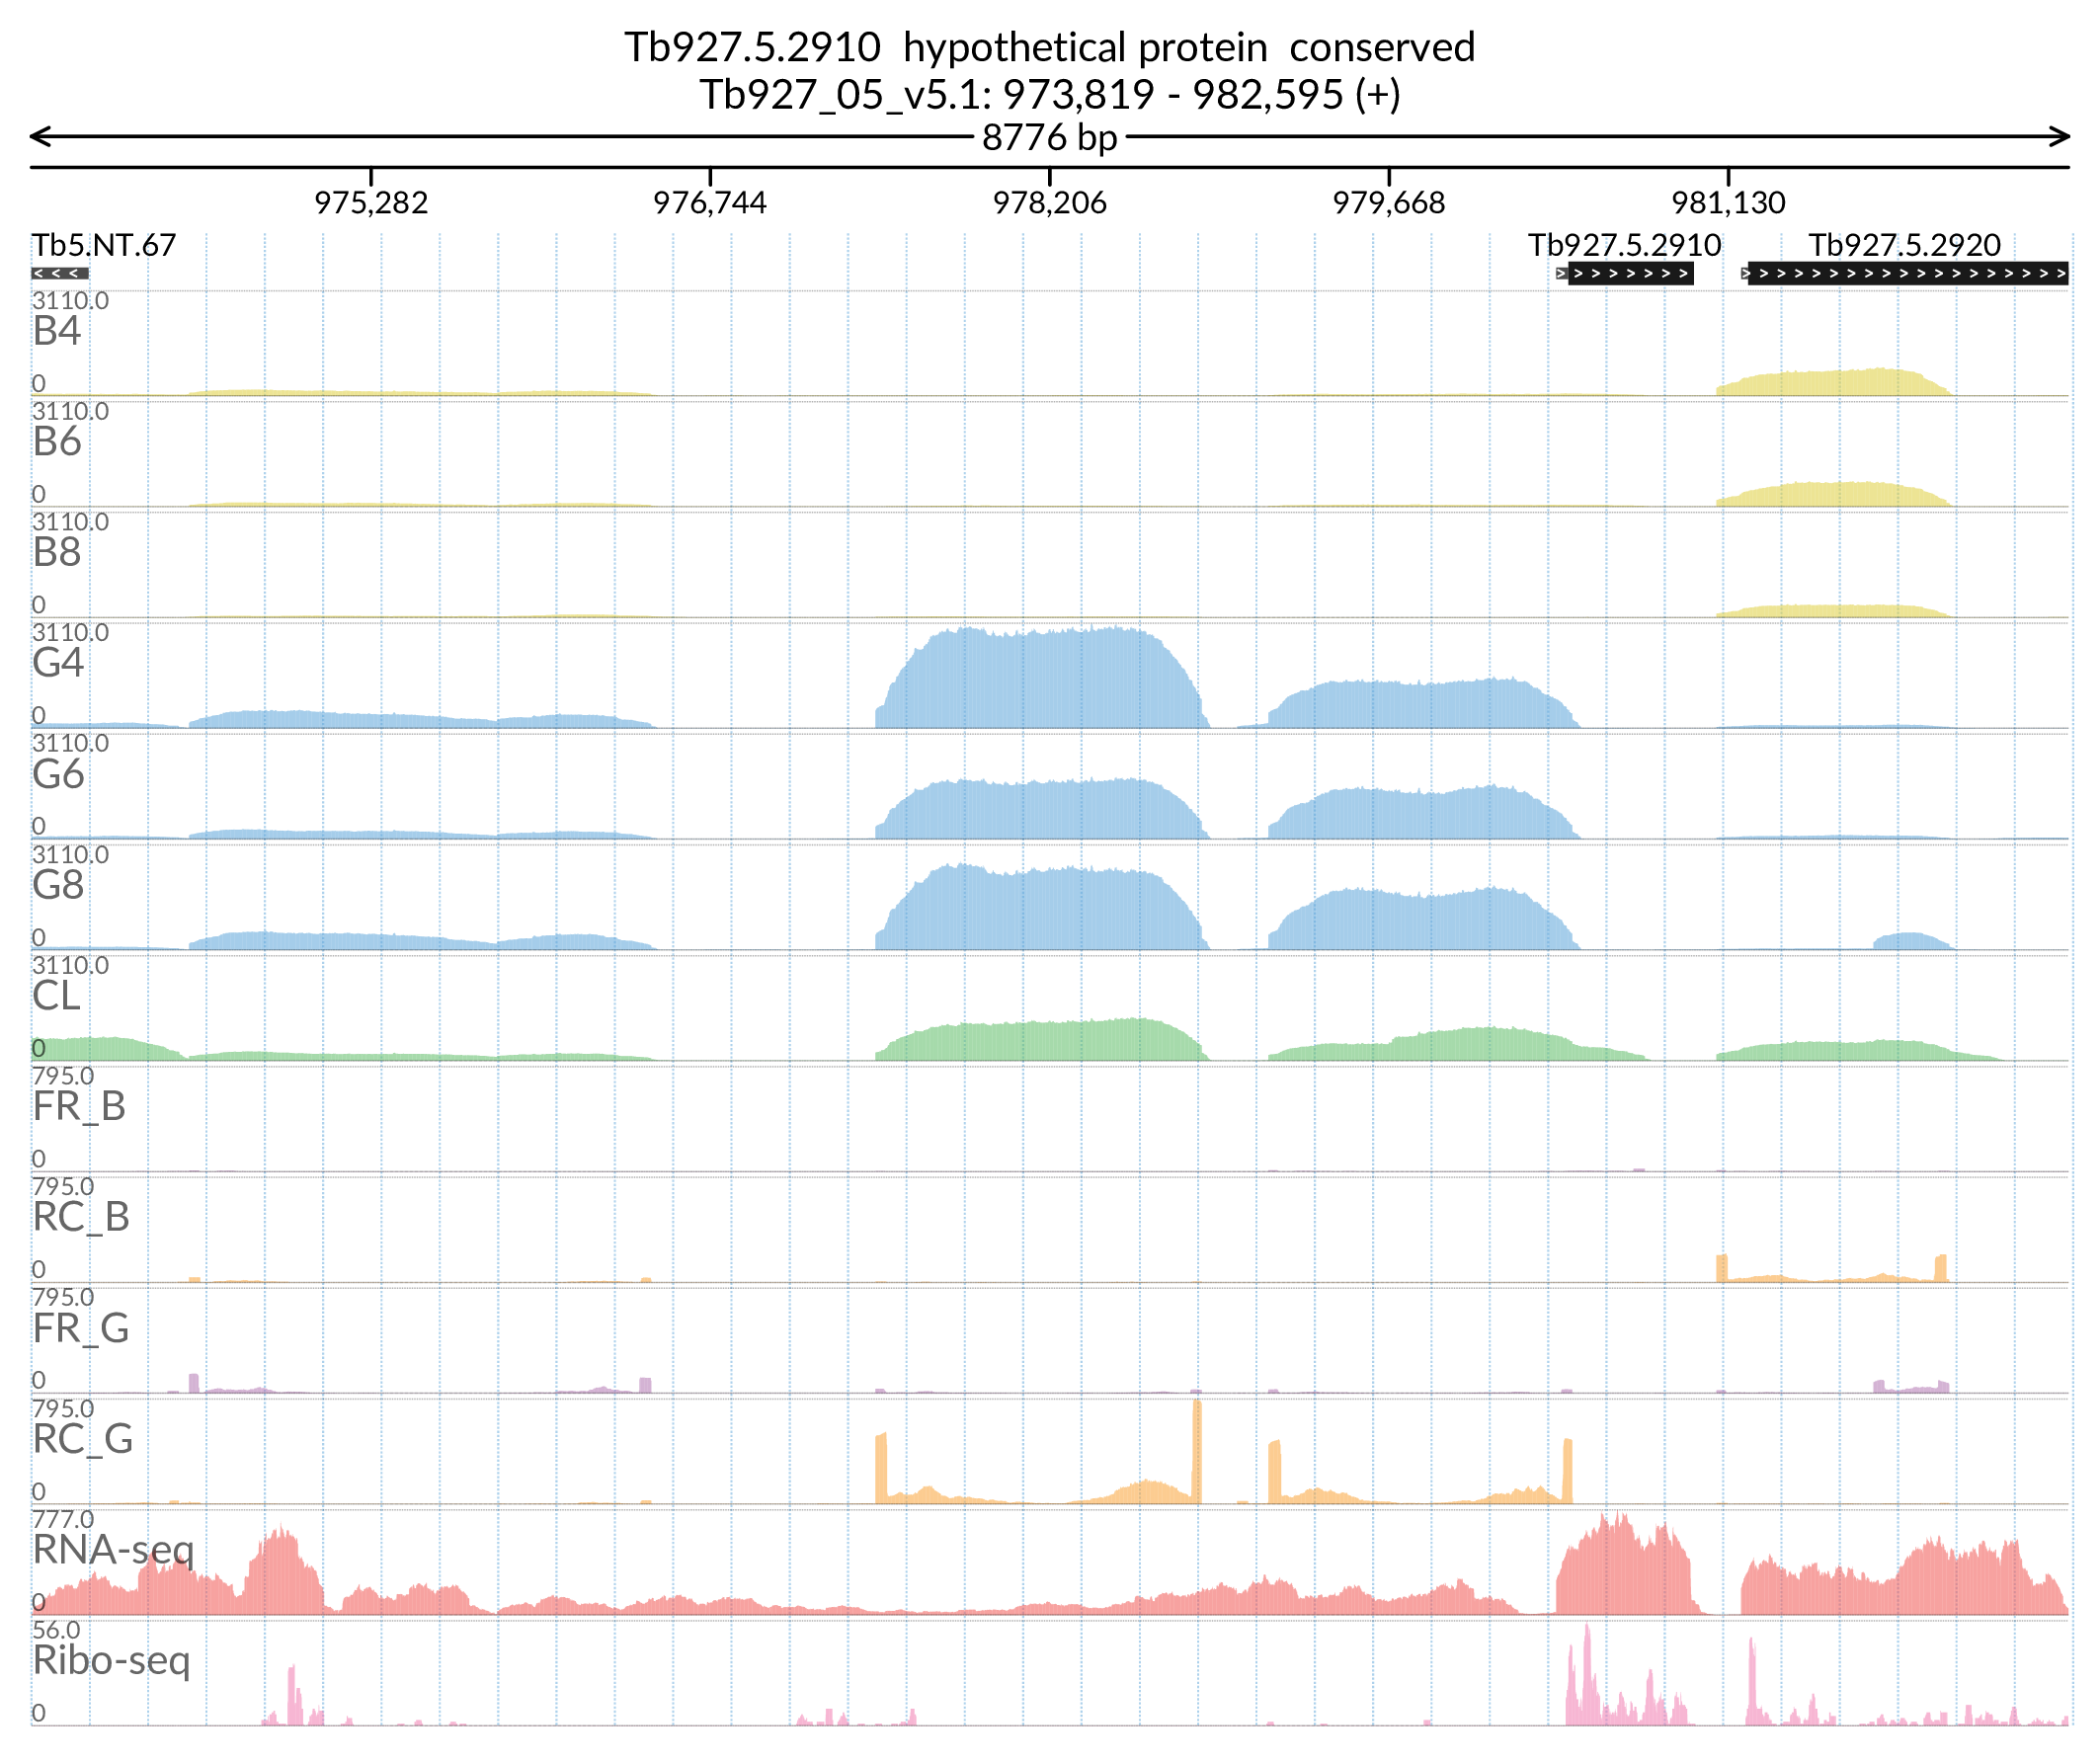 Tb927.5.2910 hypothetical protein conserved
Tb927_05_v5.1: 973,819 - 982,595 (+)
8776 bp
975,282 976,744 978,206 979,668 981,130
Tb5.NT.67 Tb927.5.2910 Tb927.5.2920
3110.0
B4
0
3110.0
B6
0
3110.0
B8
0
3110.0
G4
0
3110.0
G6
0
3110.0
G8
0
3110.0
CL
0
795.0
FR_B
0
795.0
RC_B
0
795.0
FR_G
0
795.0
RC_G
0
777.0
RNA-seq
0
56.0
Ribo-seq
0